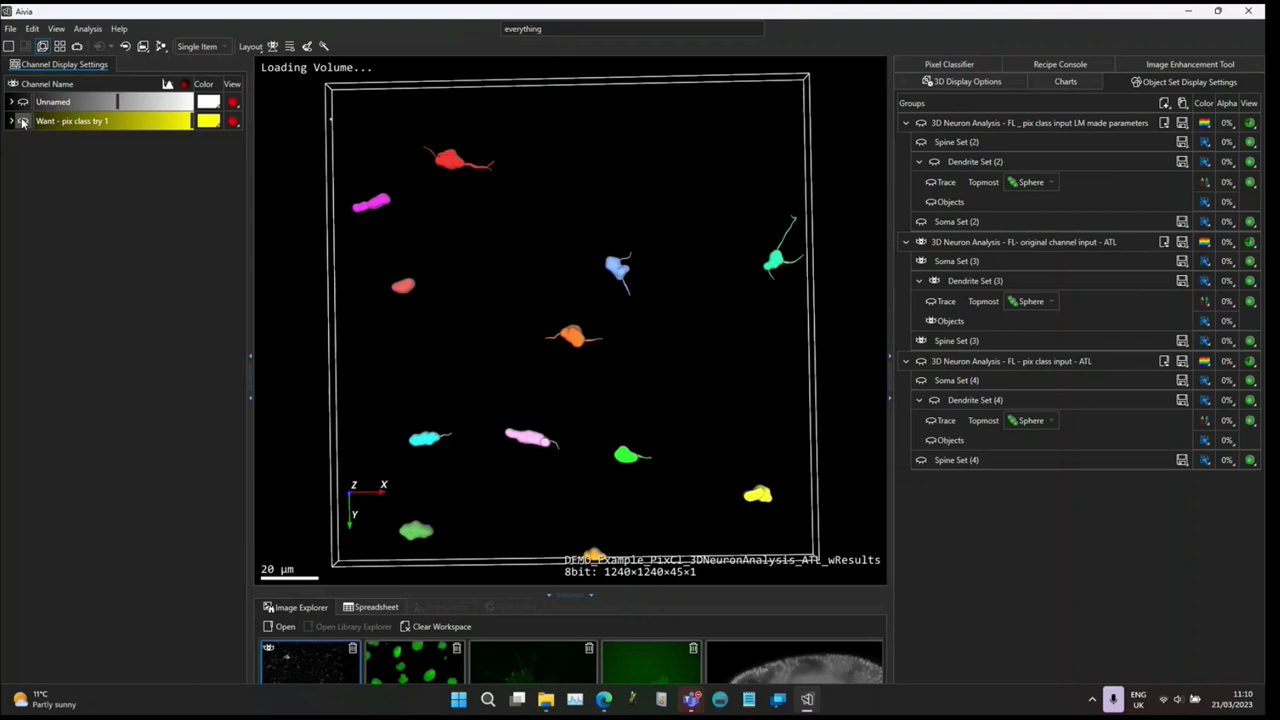 Aivia
File Edit View Analysis Help
everything
Single Item
Layout
Channel Display Settings
Channel Name
Color
View
Unnamed
Want - pix class try 1
Loading Volume...
Z
X
Y
20 μm
DEMO_Example_PixCl_3DNeuronAnalysis_ATL_wResults
8bit: 1240×1240×45×1
Image Explorer
Spreadsheet
Open
Open Library Explorer
Clear Workspace
Pixel Classifier
Recipe Console
Image Enhancement Tool
3D Display Options
Charts
Object Set Display Settings
Groups
Color Alpha View
3D Neuron Analysis - FL _ pix class input LM made parameters 0%
Spine Set (2) 0%
Dendrite Set (2) 0%
Trace Topmost Sphere 0%
Objects 0%
Soma Set (2) 0%
3D Neuron Analysis - FL- original channel input - ATL 0%
Soma Set (3) 0%
Dendrite Set (3) 0%
Trace Topmost Sphere 0%
Objects 0%
Spine Set (3) 0%
3D Neuron Analysis - FL - pix class input - ATL 0%
Soma Set (4) 0%
Dendrite Set (4) 0%
Trace Topmost Sphere 0%
Objects 0%
Spine Set (4) 0%
11°C
Partly sunny
ENG
UK
11:10
21/03/2023